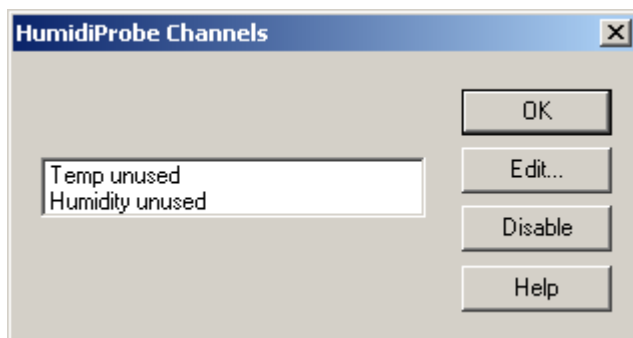 HumidiProbe Channels
OK
Temp unused
Humidity unused
Edit...
Disable
Help